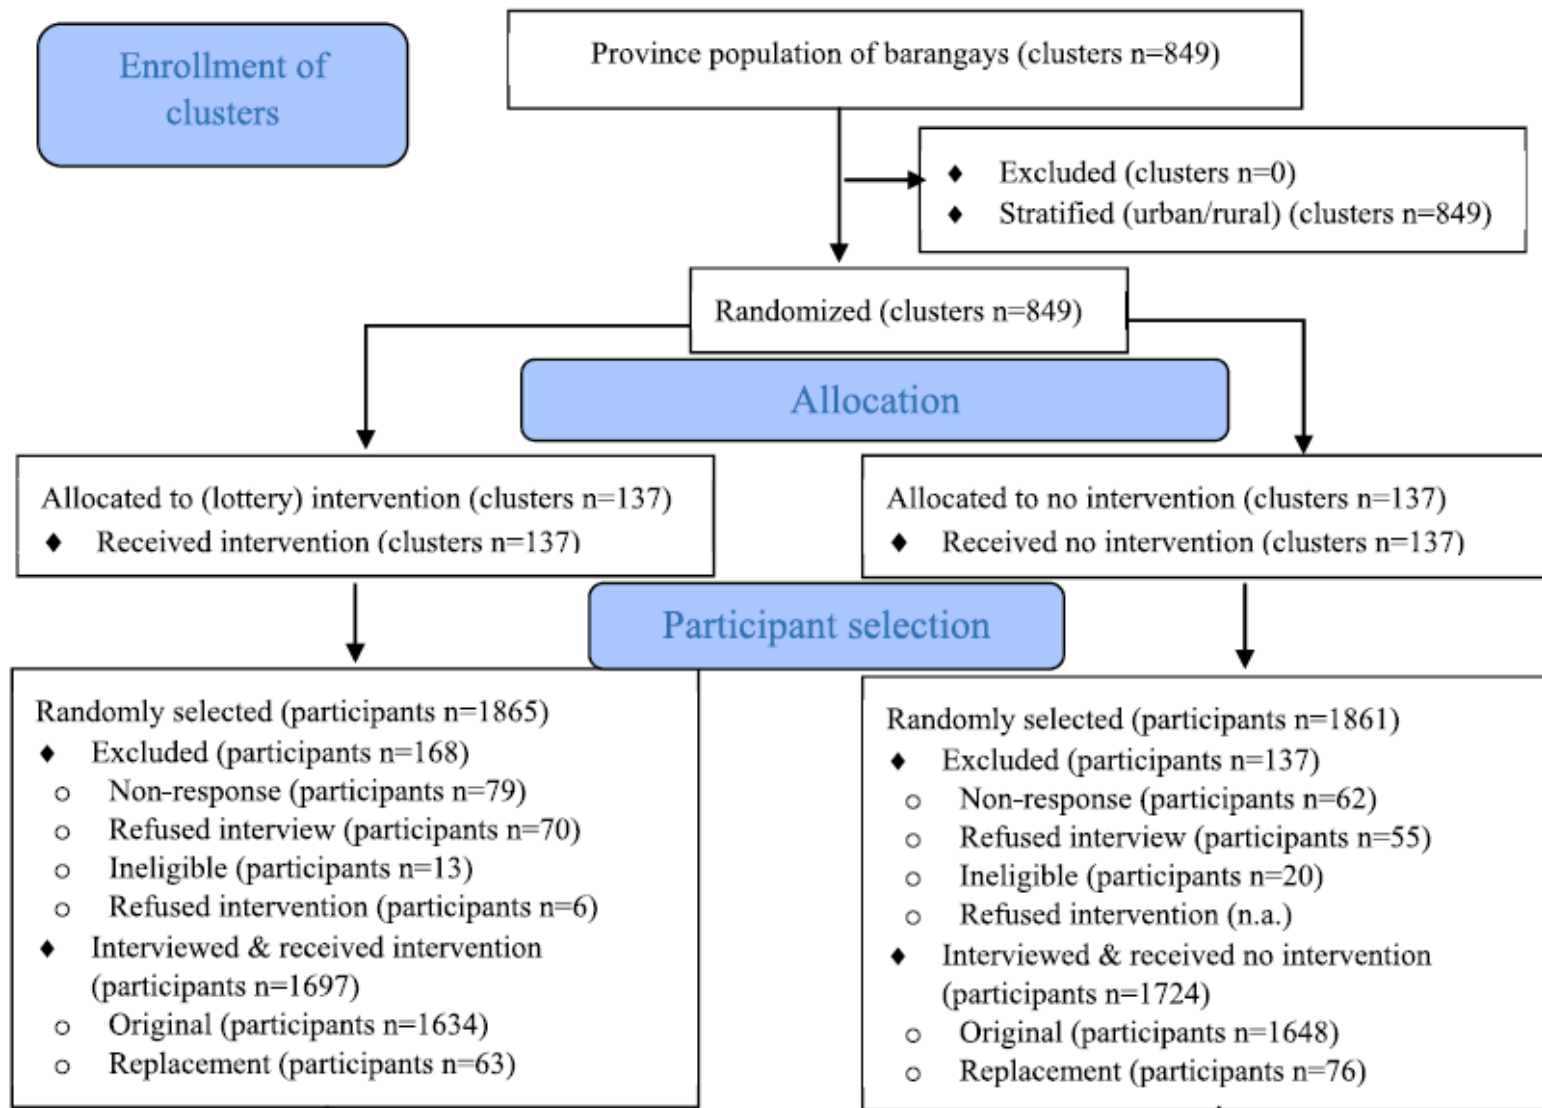 Enrollment of
clusters
Province population of barangays (clusters n=849)
♦ Excluded (clusters n=0)
♦ Stratified (urban/rural) (clusters n=849)
Randomized (clusters n=849)
Allocation
Allocated to (lottery) intervention (clusters n=137)
♦ Received intervention (clusters n=137)
Allocated to no intervention (clusters n=137)
♦ Received no intervention (clusters n=137)
Participant selection
Randomly selected (participants n=1865)
♦ Excluded (participants n=168)
o Non-response (participants n=79)
o Refused interview (participants n=70)
o Ineligible (participants n=13)
o Refused intervention (participants n=6)
♦ Interviewed & received intervention
(participants n=1697)
o Original (participants n=1634)
o Replacement (participants n=63)
Randomly selected (participants n=1861)
♦ Excluded (participants n=137)
o Non-response (participants n=62)
o Refused interview (participants n=55)
o Ineligible (participants n=20)
o Refused intervention (n.a.)
♦ Interviewed & received no intervention
(participants n=1724)
o Original (participants n=1648)
o Replacement (participants n=76)